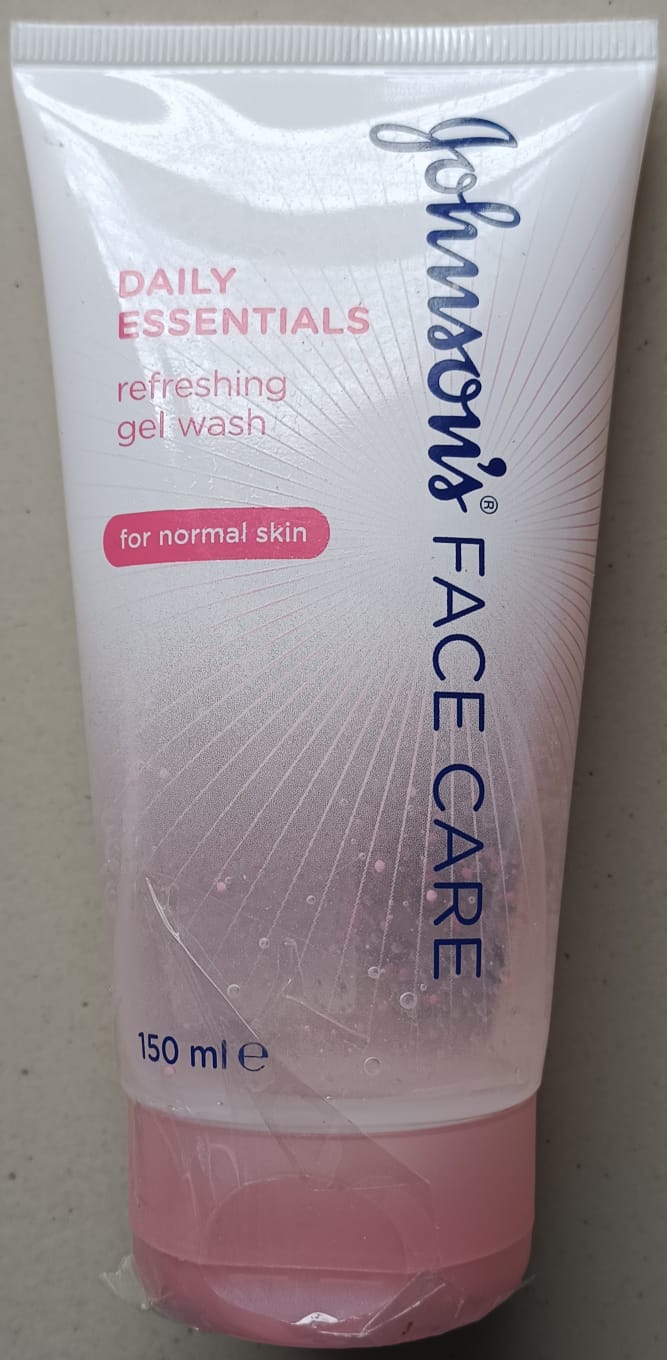 Johnson's® FACE CARE
DAILY
ESSENTIALS
refreshing
gel wash
for normal skin
150 ml ℮